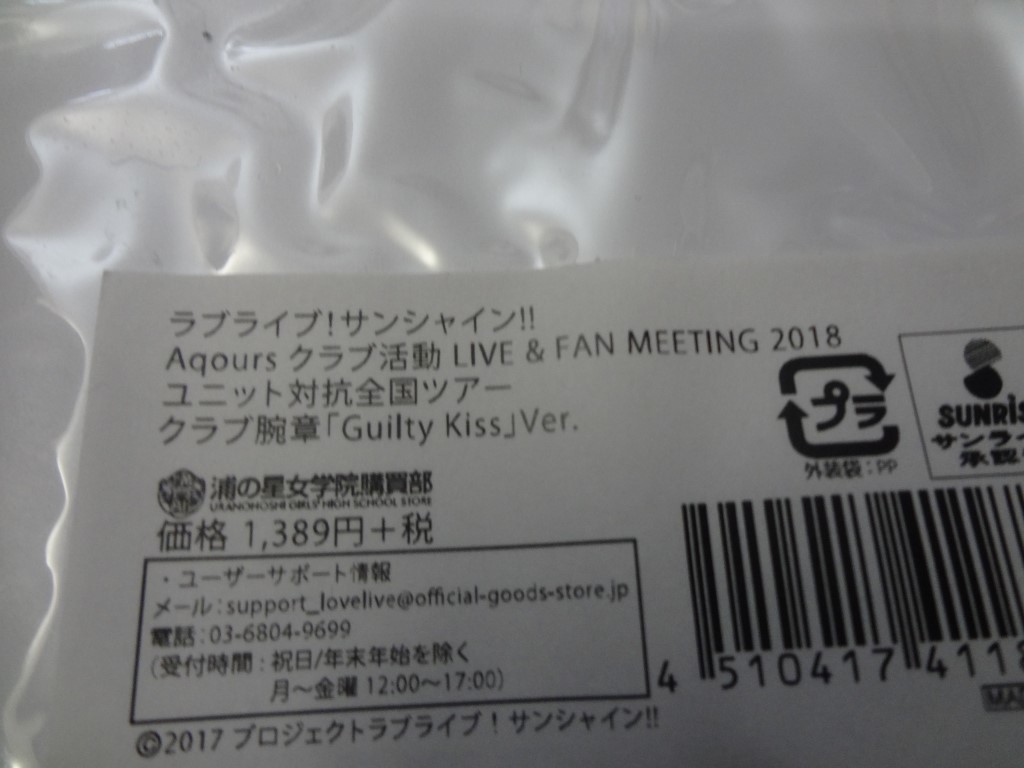 ラブライブ!サンシャイン!!
Aqours クラブ活動 LIVE & FAN MEETING 2018
ユニット対抗全国ツアー
クラブ腕章「Guilty Kiss」Ver.
プラ
外装袋:PP
SUNRIS
サンライ
承認
浦の星女学院購買部
URANOHOSHI GIRLS' HIGH SCHOOL STORE
価格 1,389円+税
・ユーザーサポート情報
メール:support_lovelive@official-goods-store.jp
電話:03-6804-9699
(受付時間:祝日/年末年始を除く
月~金曜 12:00~17:00)
4 510417 4118
©2017 プロジェクトラブライブ!サンシャイン!!